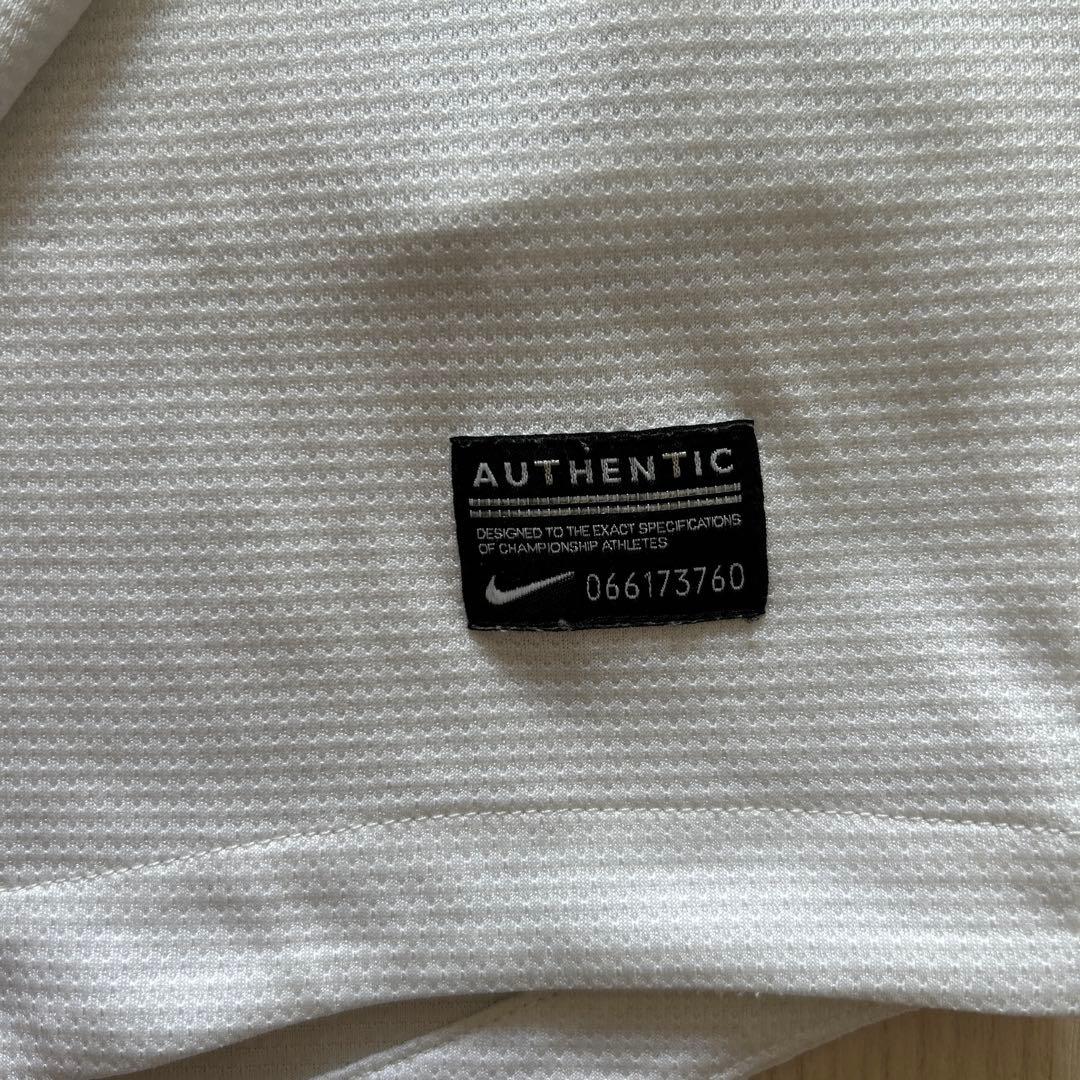 AUTHENTIC
DESIGNED TO THE EXACT SPECIFICATIONS
OF CHAMPIONSHIP ATHLETES
066173760